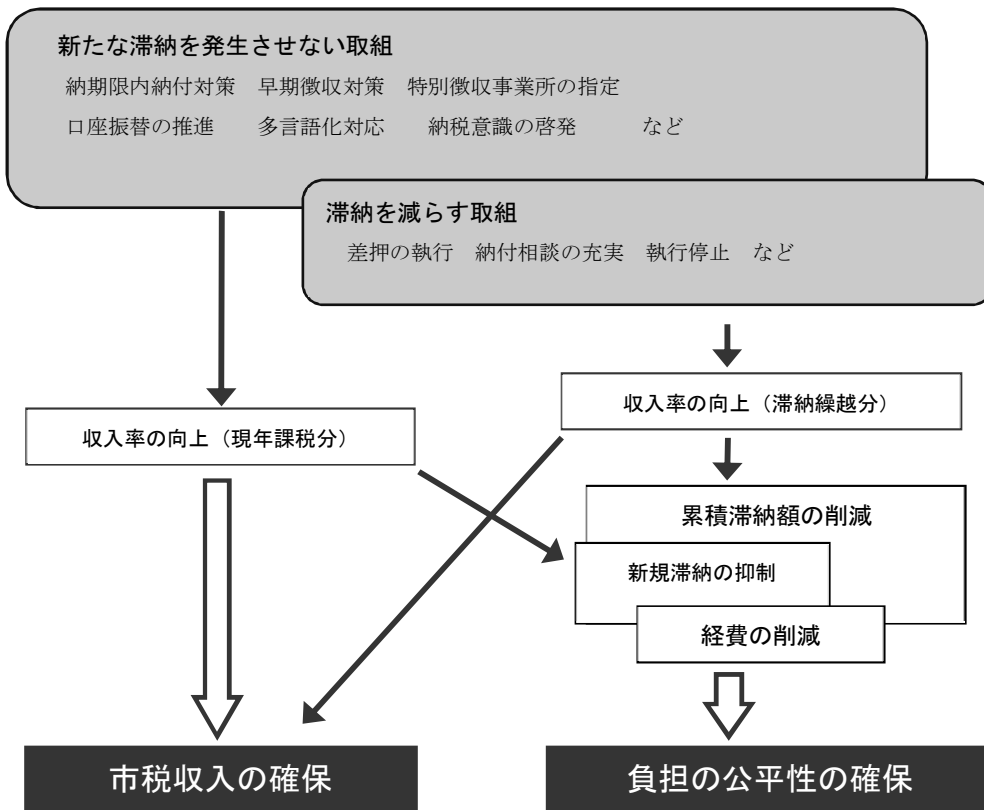 新たな滞納を発生させない取組
納期限内納付対策 早期徴収対策 特別徴収事業所の指定
口座振替の推進 多言語化対応 納税意識の啓発 など
滞納を減らす取組
差押の執行 納付相談の充実 執行停止 など
収入率の向上（滞納繰越分）
収入率の向上（現年課税分）
累積滞納額の削減
新規滞納の抑制
経費の削減
市税収入の確保
負担の公平性の確保